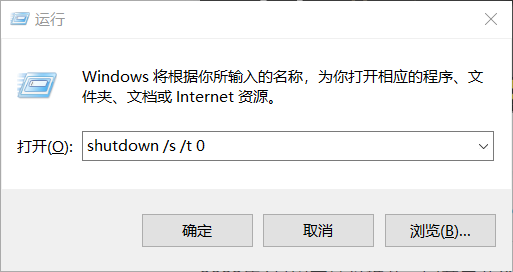 运行
Windows 将根据你所输入的名称，为你打开相应的程序、文
件夹、文档或 Internet 资源。
打开(O): shutdown /s /t 0
确定 取消 浏览(B)...